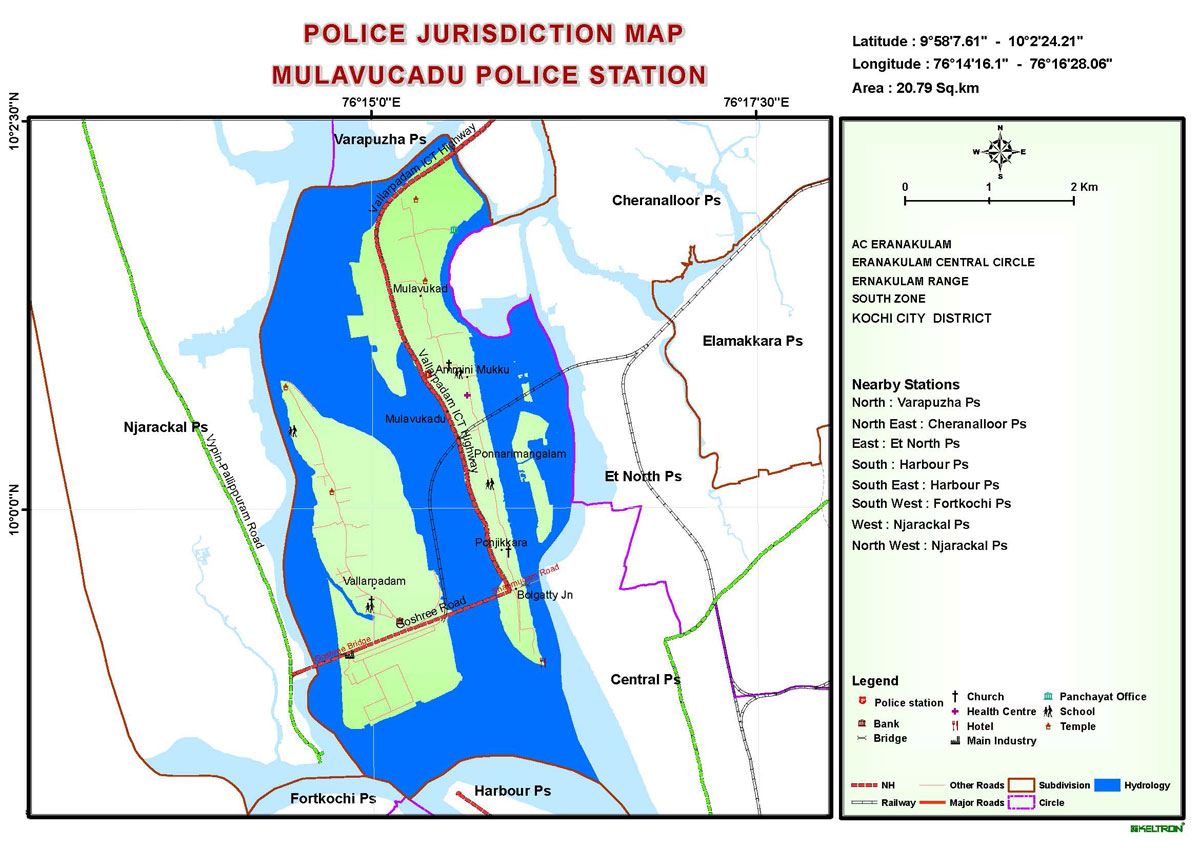 POLICE JURISDICTION MAP
MULAVUCADU POLICE STATION
Latitude : 9°58'7.61" - 10°2'24.21"
Longitude : 76°14'16.1" - 76°16'28.06"
Area : 20.79 Sq.km
76°15'0"E
76°17'30"E
10°2'30"N
10°0'0"N
Varapuzha Ps
Vallarpadam ICT Highway
Cheranalloor Ps
Mulavukad
Elamakkara Ps
Ammini Mukku
Vallarpadam ICT Highway
Mulavukadu
Njarackal Ps
Vypin-Pallippuram Road
Ponnarimangalam
Et North Ps
Ponjikkara
Vallarpadam
Bolgatty Jn
Goshree Road
Goshree Bridge
Central Ps
Fortkochi Ps
Harbour Ps
N
W E
S
0 1 2 Km
AC ERANAKULAM
ERANAKULAM CENTRAL CIRCLE
ERNAKULAM RANGE
SOUTH ZONE
KOCHI CITY DISTRICT
Nearby Stations
North : Varapuzha Ps
North East : Cheranalloor Ps
East : Et North Ps
South : Harbour Ps
South East : Harbour Ps
South West : Fortkochi Ps
West : Njarackal Ps
North West : Njarackal Ps
Legend
Police station
Church
Panchayat Office
Health Centre
School
Bank
Hotel
Temple
Bridge
Main Industry
NH
Other Roads
Subdivision
Hydrology
Railway
Major Roads
Circle
KELTRON